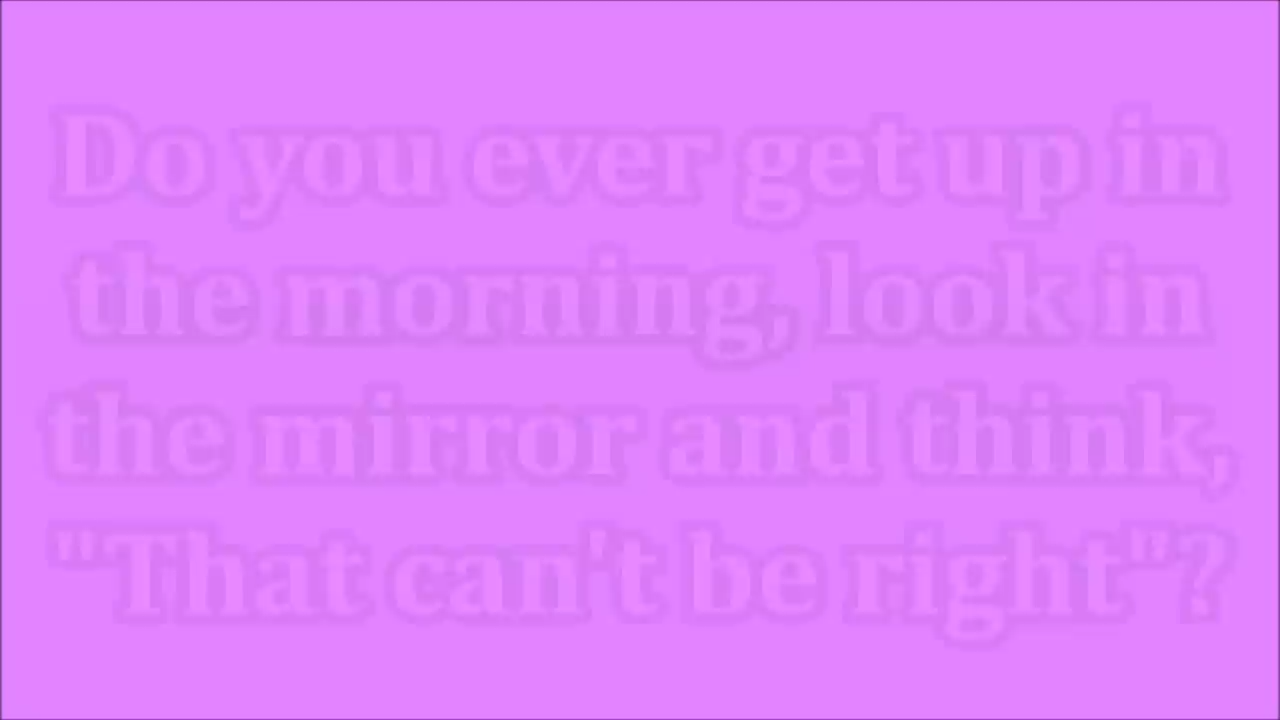 Do you ever get up in
the morning, look in
the mirror and think,
"That can't be right"?